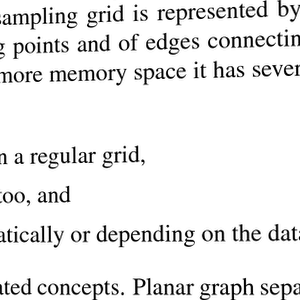 sampling grid is represented by
g points and of edges connectin
more memory space it has sever
n a regular grid,
too, and
atically or depending on the data
ated concepts. Planar graph sepa